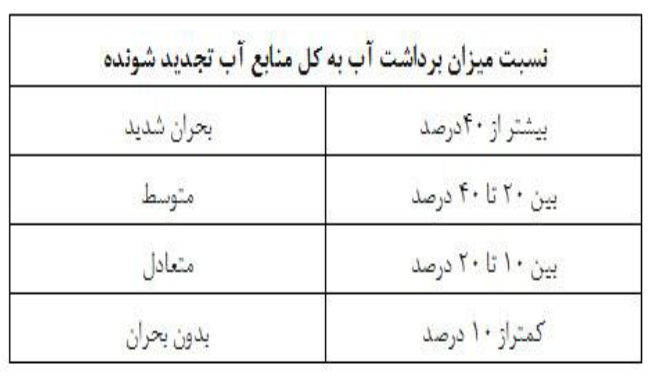 نسبت میزان برداشت آب به کل منابع آب تجدید شونده
بیشتر از ۴۰درصد بحران شدید
بین ۲۰ تا ۴۰ درصد متوسط
بین ۱۰ تا ۲۰ درصد متعادل
کمتراز ۱۰ درصد بدون بحران